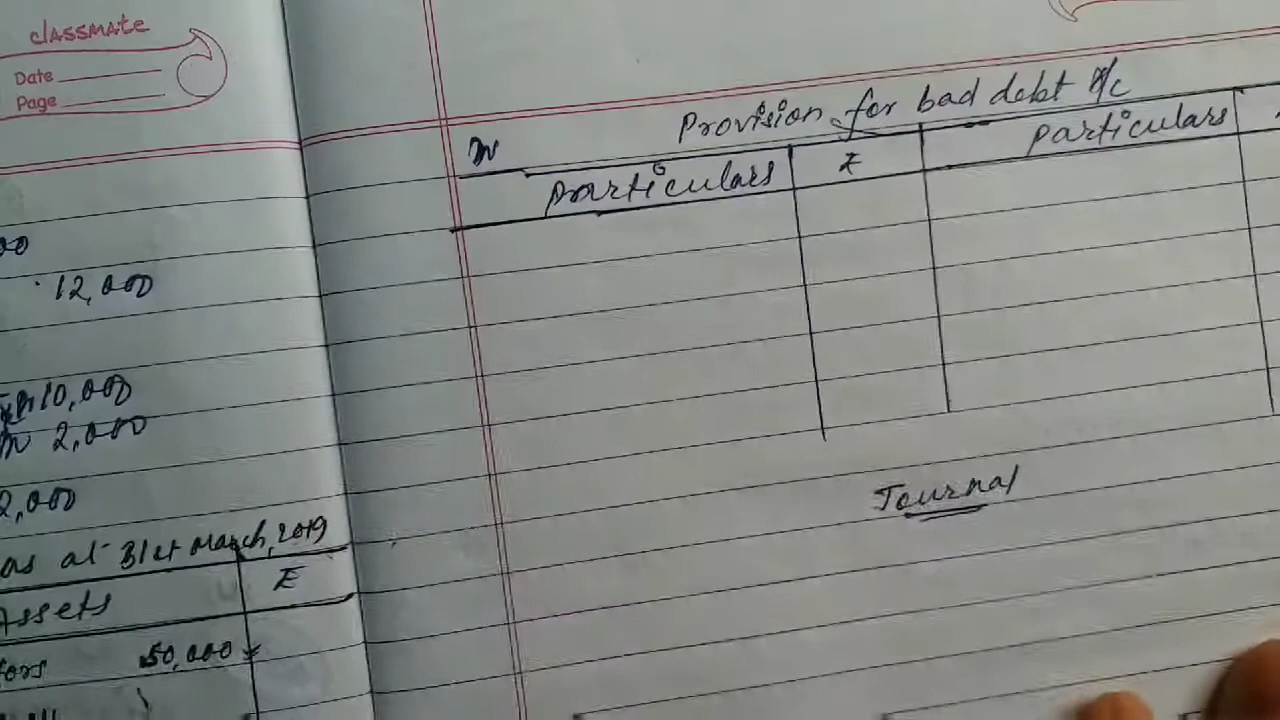 classmate
Date
Page
00
12,000
10,000
2,000
2,000
as at 31st March, 2019
Assets ₹
50,000
Provision for bad debt A/c
Dr
particulars ₹ particulars
Journal